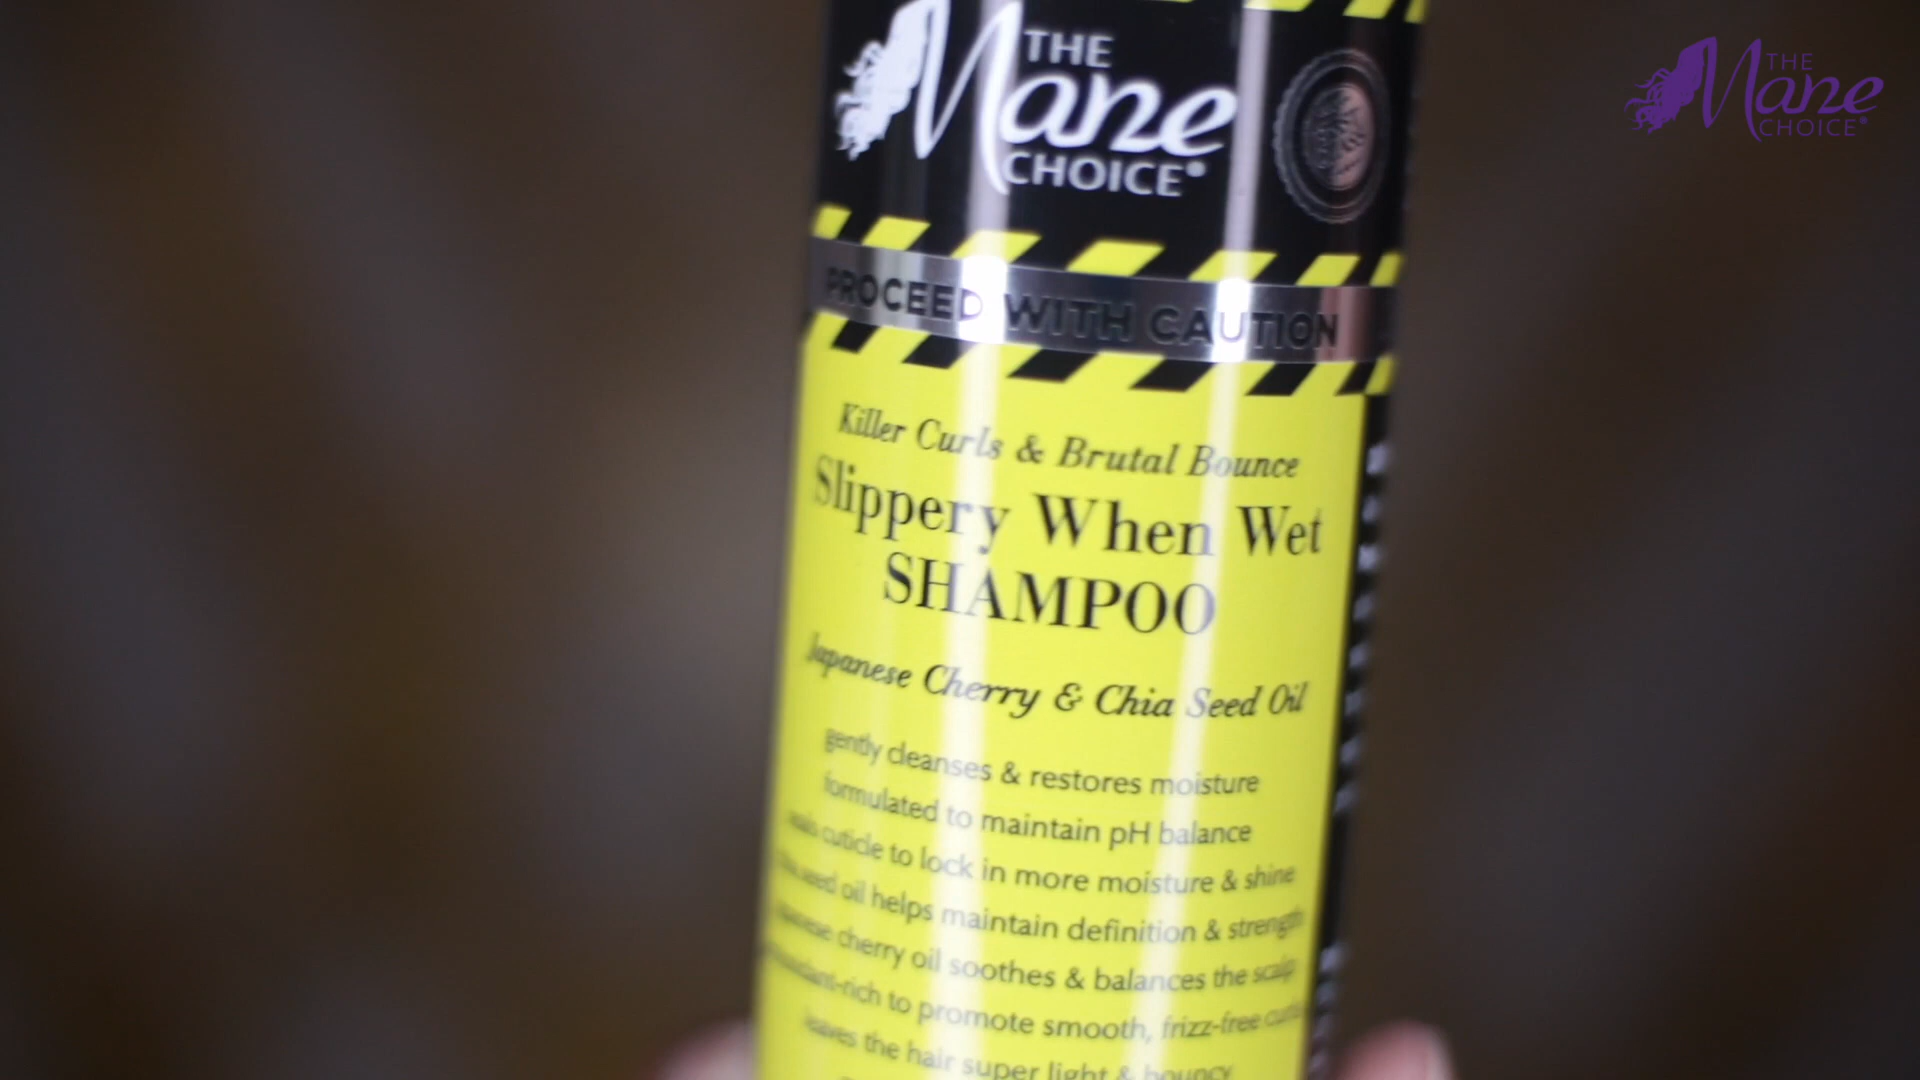 THE
Mane
CHOICE®
PROCEED WITH CAUTION
Killer Curls & Brutal Bounce
Slippery When Wet
SHAMPOO
Japanese Cherry & Chia Seed Oil
gently cleanses & restores moisture
formulated to maintain pH balance
seals cuticle to lock in more moisture & shine
seed oil helps maintain definition & strength
cherry oil soothes & balances the scalp
to promote smooth, frizz-free curls
leaves the hair super light & bouncy
THE
Mane
CHOICE®